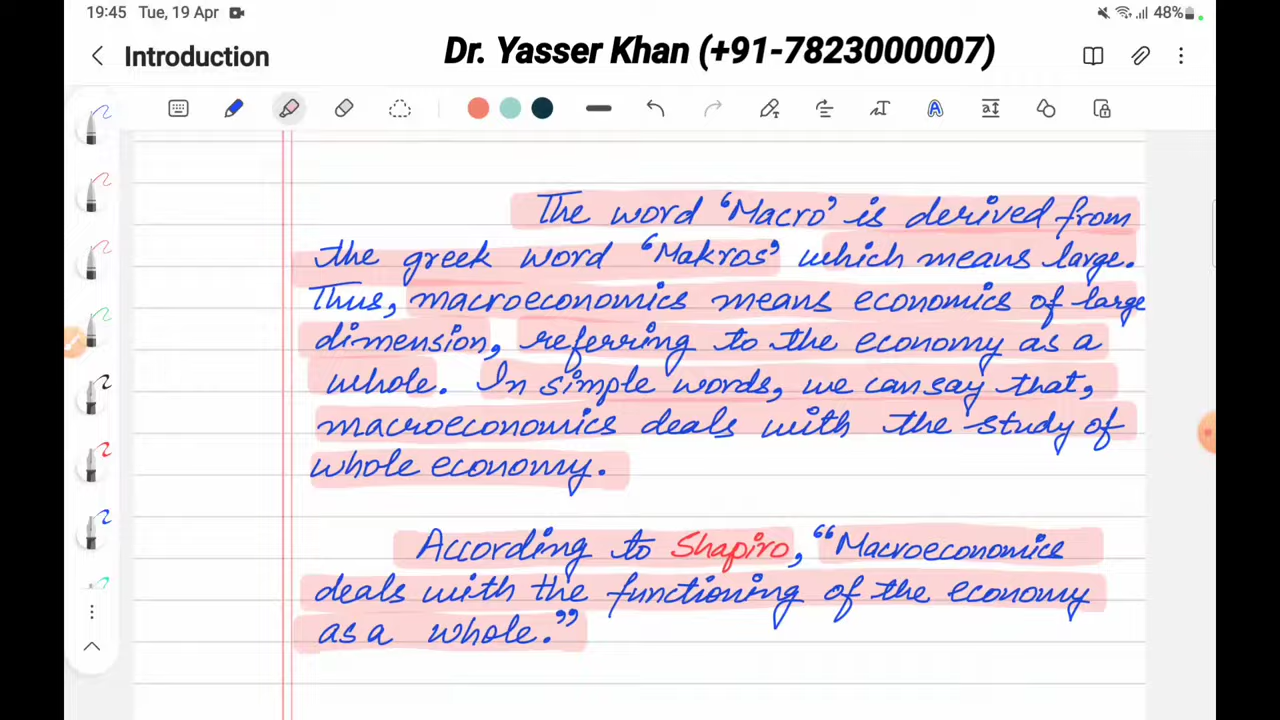 19:45 Tue, 19 Apr 48%
Introduction Dr. Yasser Khan (+91-7823000007)
The word ‘Macro’ is derived from
the greek word ‘Makros’ which means large.
Thus, macroeconomics means economics of large
dimension, referring to the economy as a
whole. In simple words, we can say that,
macroeconomics deals with the study of
whole economy.
According to Shapiro, “Macroeconomics
deals with the functioning of the economy
as a whole.”